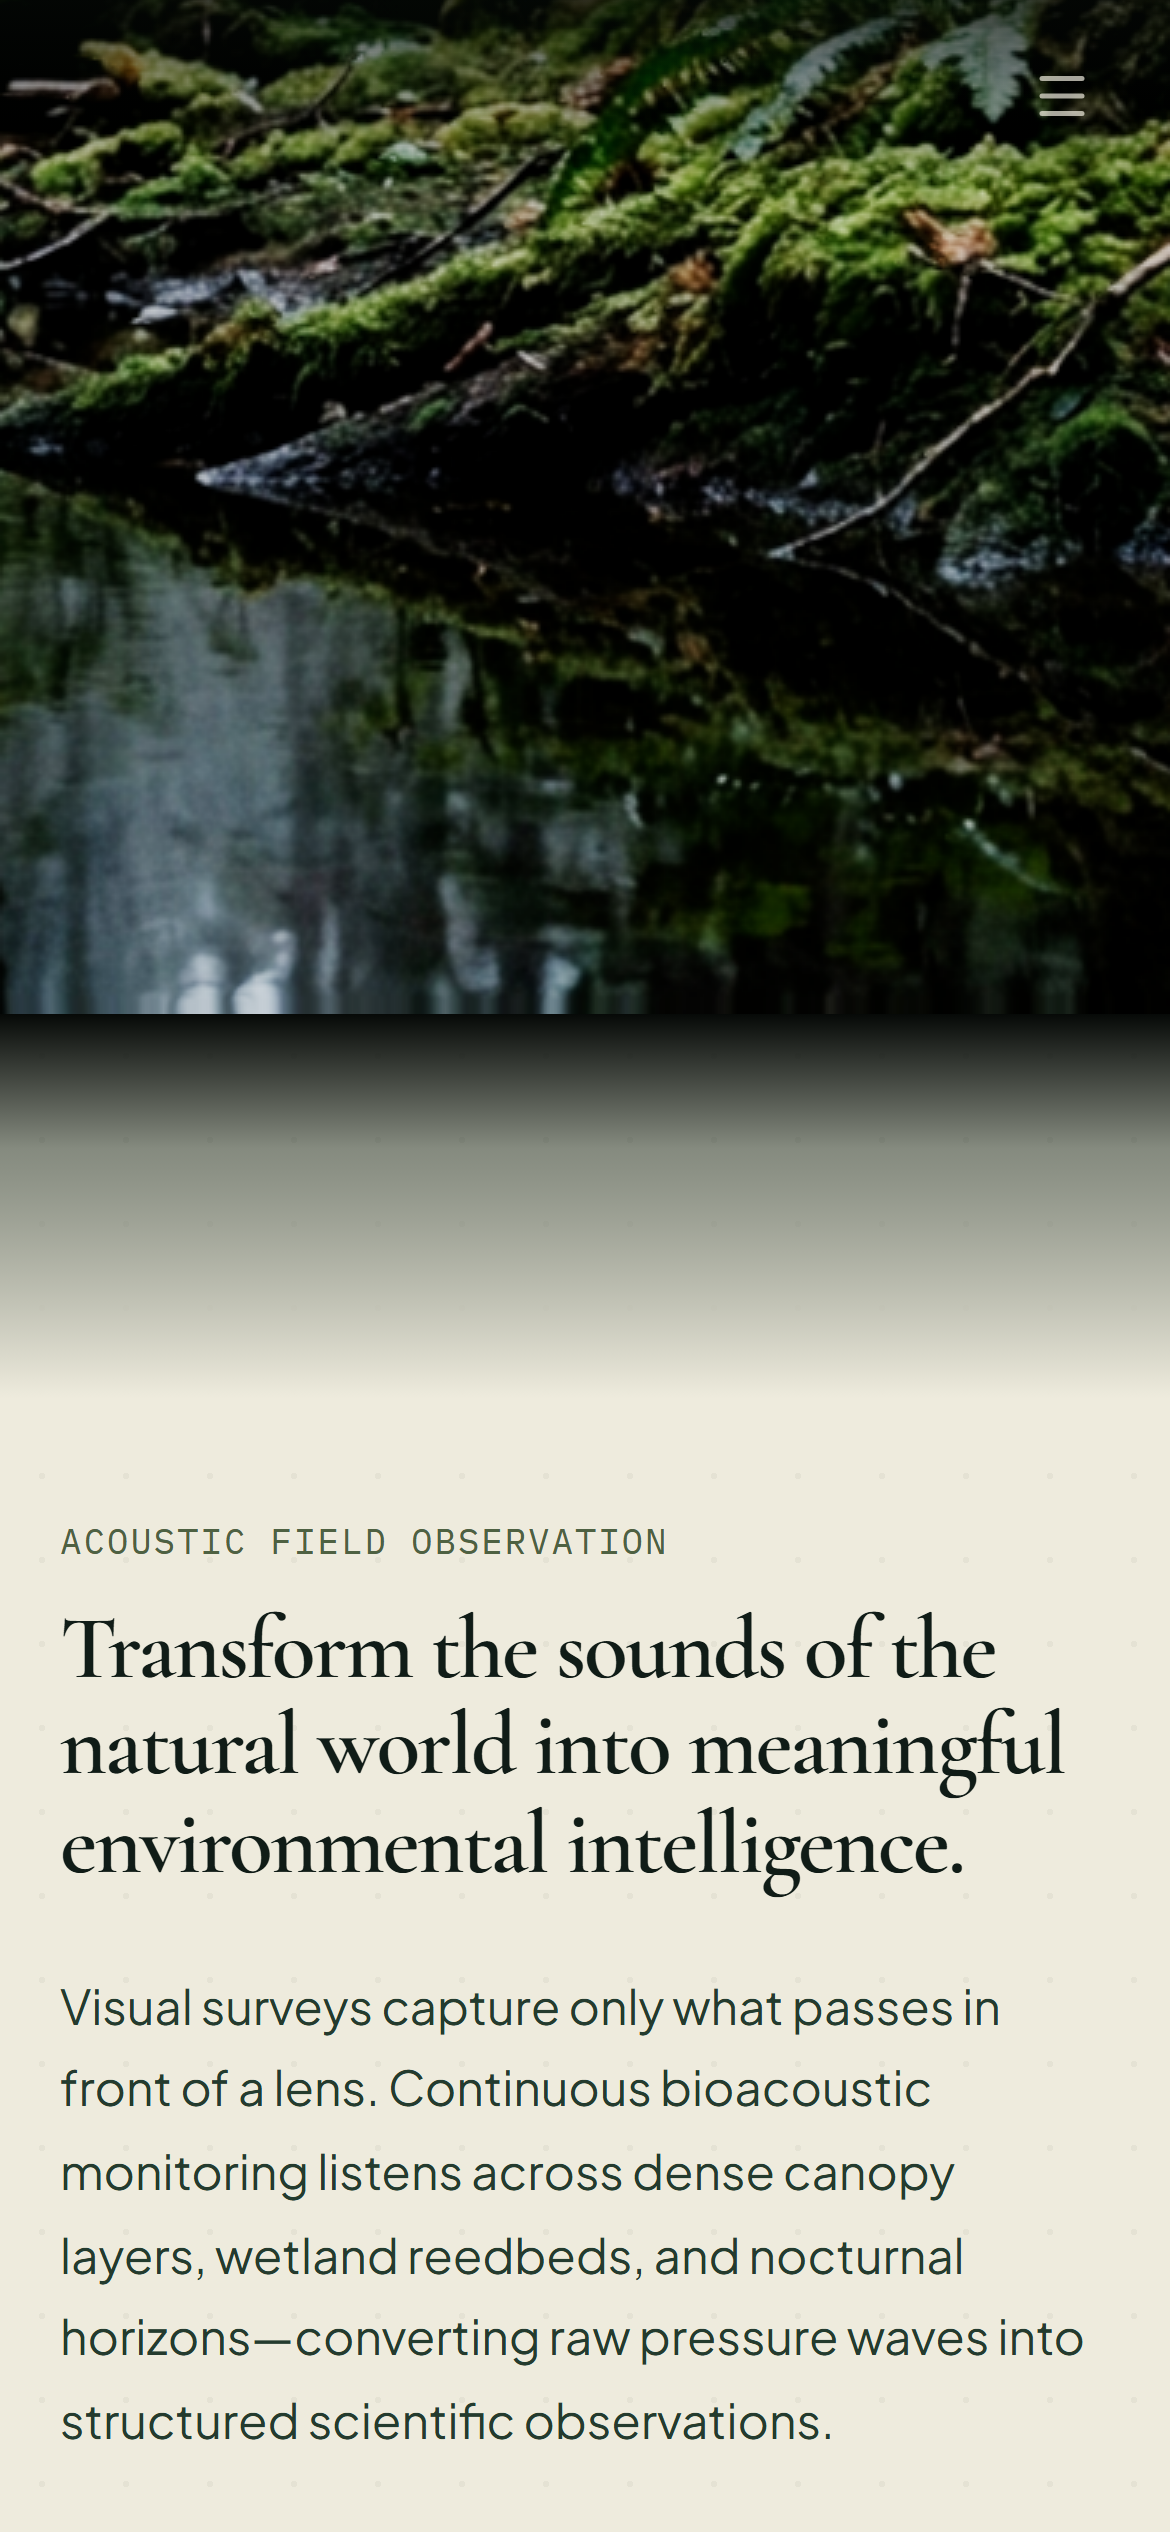 ACOUSTIC FIELD OBSERVATION
Transform the sounds of the
natural world into meaningful
environmental intelligence.
Visual surveys capture only what passes in
front of a lens. Continuous bioacoustic
monitoring listens across dense canopy
layers, wetland reedbeds, and nocturnal
horizons—converting raw pressure waves into
structured scientific observations.